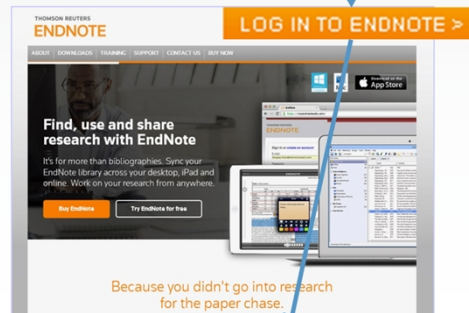 THOMSON REUTERS
ENDNOTE
LOG IN TO ENDNOTE >
ABOUT DOWNLOADS TRAINING SUPPORT CONTACT US BUY NOW
Download on the
App Store
Find, use and share
research with EndNote
It's for more than bibliographies. Sync your
EndNote library across your desktop, iPad and
online. Work on your research from anywhere.
Buy EndNote Try EndNote for free
ENDNOTE
Because you didn't go into research
for the paper chase.